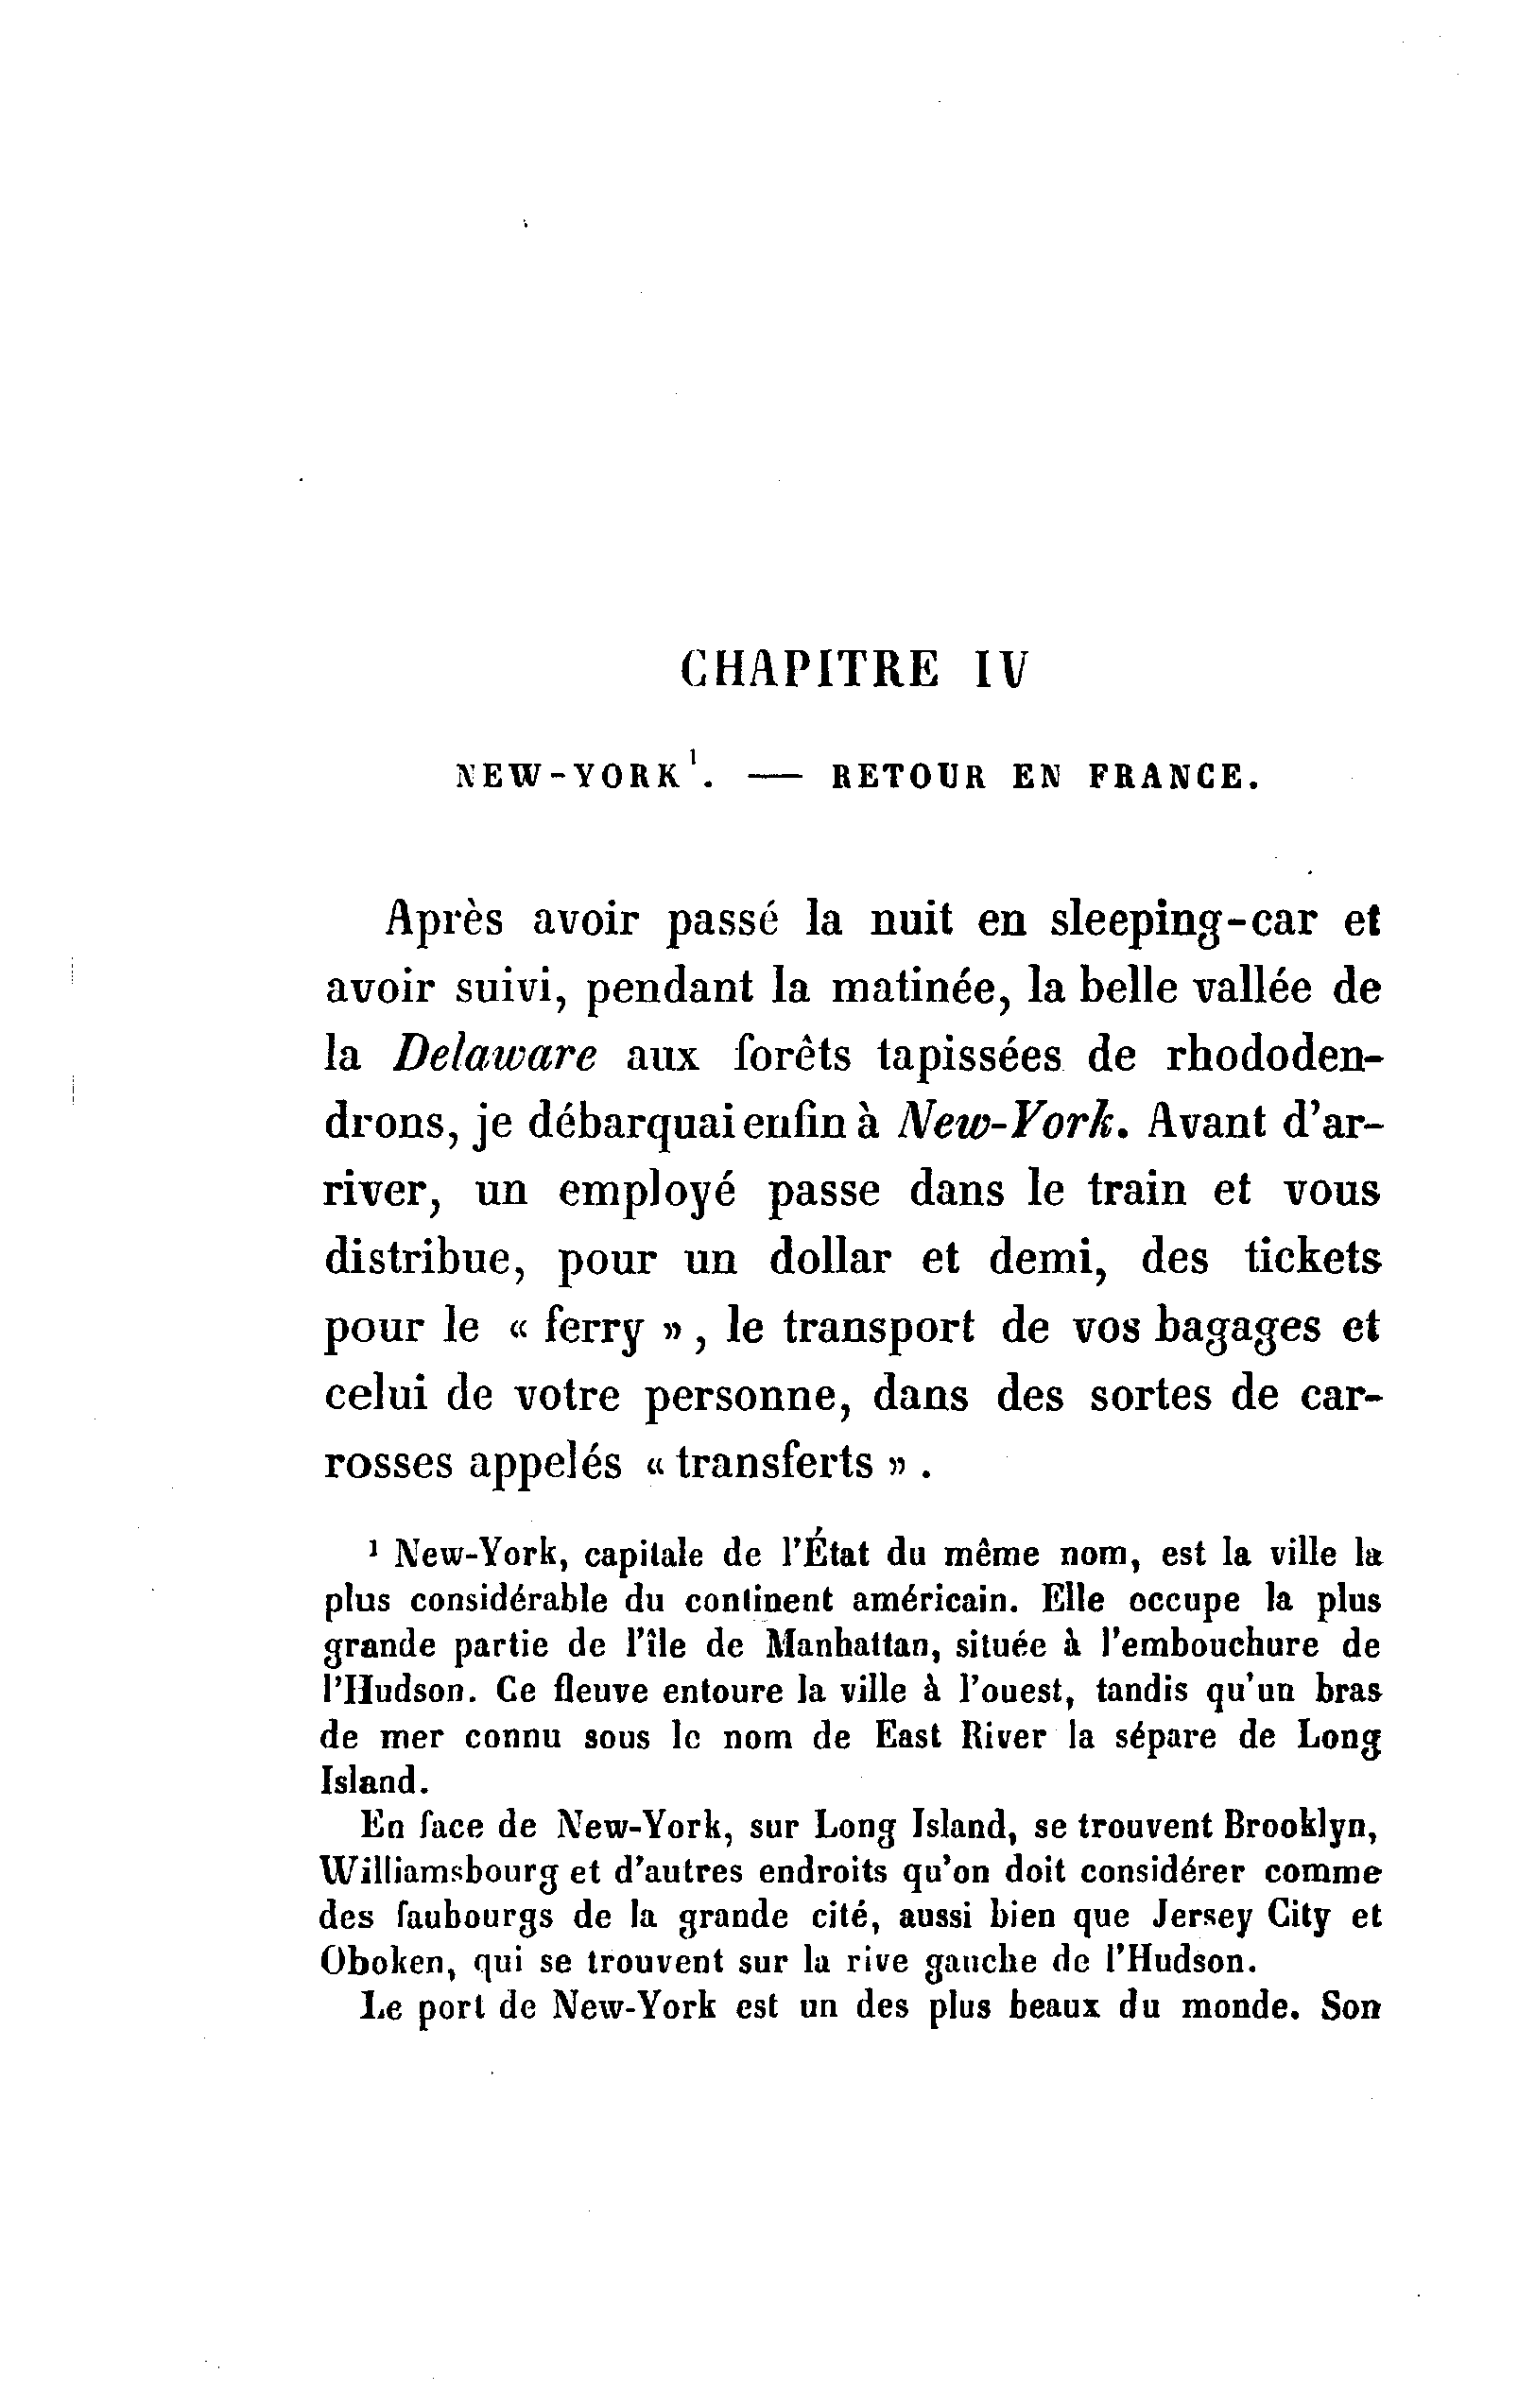 CHAPITRE IV
NEW-YORK¹. — RETOUR EN FRANCE.
Après avoir passé la nuit en sleeping-car et
avoir suivi, pendant la matinée, la belle vallée de
la Delaware aux forêts tapissées de rhododen-
drons, je débarquai enfin à New-York. Avant d'ar-
river, un employé passe dans le train et vous
distribue, pour un dollar et demi, des tickets
pour le « ferry », le transport de vos bagages et
celui de votre personne, dans des sortes de car-
rosses appelés « transferts ».
¹ New-York, capitale de l'État du même nom, est la ville la
plus considérable du continent américain. Elle occupe la plus
grande partie de l'île de Manhattan, située à l'embouchure de
l'Hudson. Ce fleuve entoure la ville à l'ouest, tandis qu'un bras
de mer connu sous le nom de East River la sépare de Long
Island.
En face de New-York, sur Long Island, se trouvent Brooklyn,
Williamsbourg et d'autres endroits qu'on doit considérer comme
des faubourgs de la grande cité, aussi bien que Jersey City et
Oboken, qui se trouvent sur la rive gauche de l'Hudson.
Le port de New-York est un des plus beaux du monde. Son